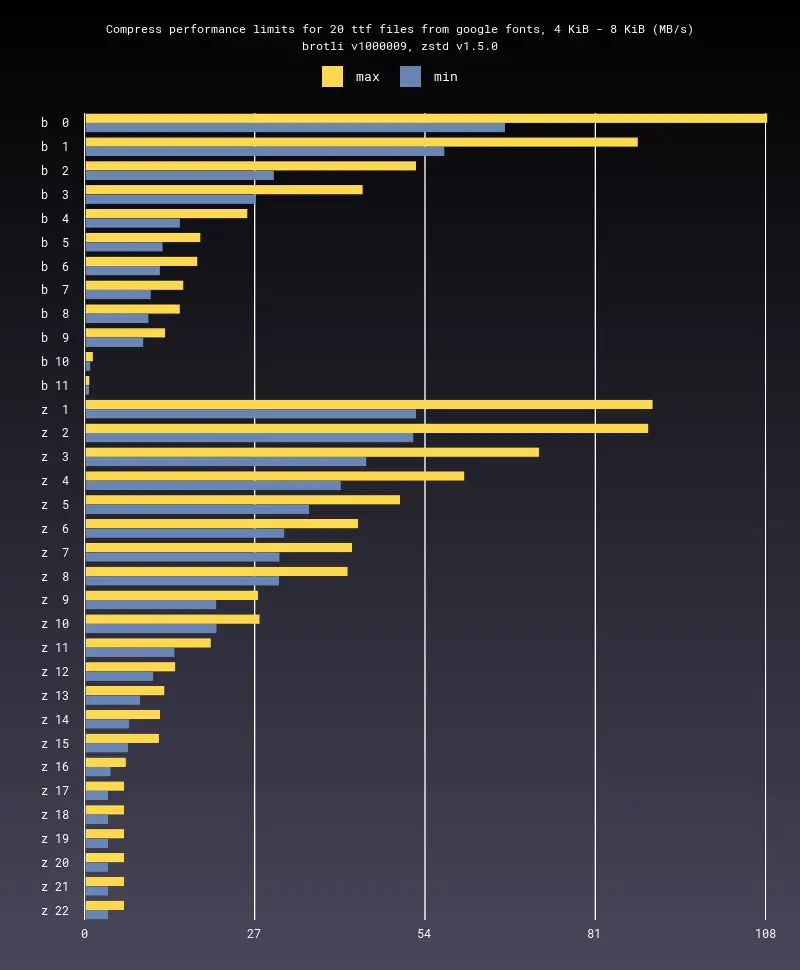 Compress performance limits for 20 ttf files from google fonts, 4 KiB - 8 KiB (MB/s)
brotli v1000009, zstd v1.5.0
max min
b 0
b 1
b 2
b 3
b 4
b 5
b 6
b 7
b 8
b 9
b 10
b 11
z 1
z 2
z 3
z 4
z 5
z 6
z 7
z 8
z 9
z 10
z 11
z 12
z 13
z 14
z 15
z 16
z 17
z 18
z 19
z 20
z 21
z 22
0 27 54 81 108